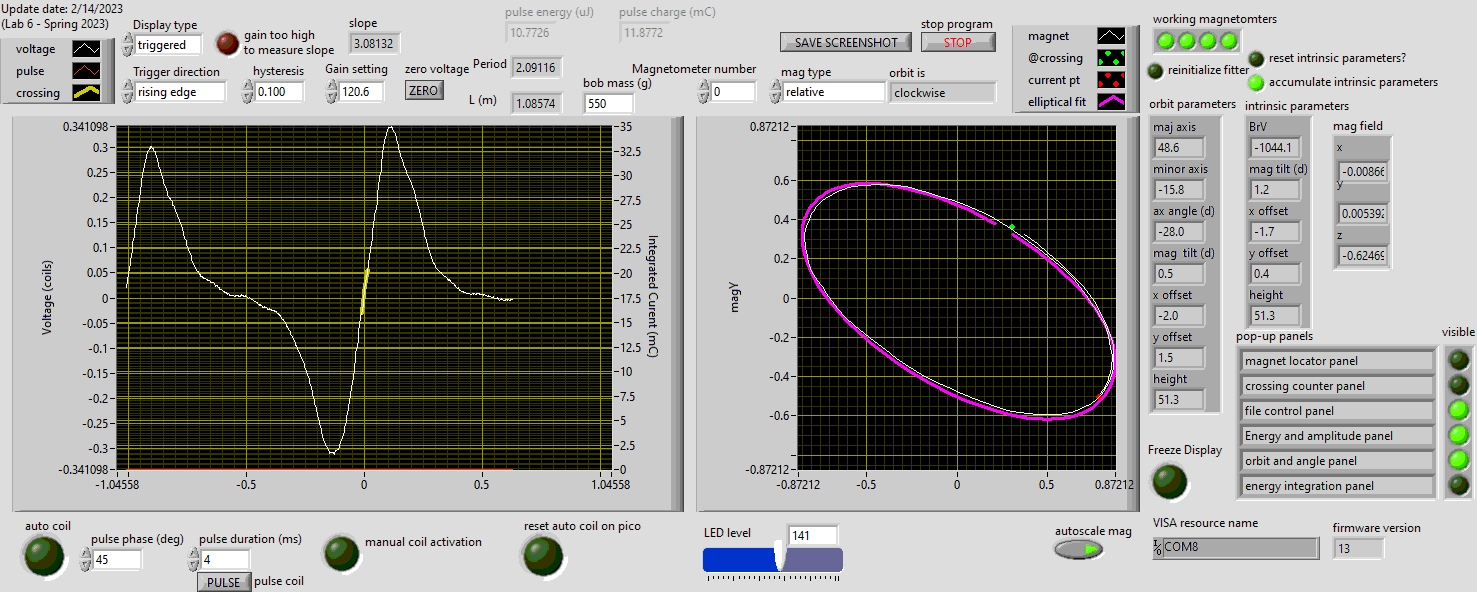 Update date: 2/14/2023
(Lab 6 - Spring 2023)
voltage
pulse
crossing
Display type
triggered
gain too high
to measure slope
slope
3.08132
Trigger direction
rising edge
hysteresis
0.100
Gain setting
120.6
zero voltage
ZERO
pulse energy (uJ)
10.7726
pulse charge (mC)
11.8772
Period
2.09116
L (m)
1.08574
bob mass (g)
550
Magnetometer number
0
mag type
relative
orbit is
clockwise
SAVE SCREENSHOT
stop program
STOP
magnet
@crossing
current pt
elliptical fit
working magnetomters
reinitialize fitter
reset intrinsic parameters?
accumulate intrinsic parameters
orbit parameters
maj axis
48.6
minor axis
-15.8
ax angle (d)
-28.0
mag tilt (d)
0.5
x offset
-2.0
y offset
1.5
height
51.3
intrinsic parameters
BrV
-1044.1
mag tilt (d)
1.2
x offset
-1.7
y offset
0.4
height
51.3
mag field
x
-0.00866
y
0.005392
z
-0.62469
Voltage (coils)
0.341098
0.3
0.25
0.2
0.15
0.1
0.05
0
-0.05
-0.1
-0.15
-0.2
-0.25
-0.3
-0.341098
-1.04558
-0.5
0
0.5
1.04558
35
32.5
30
27.5
25
22.5
20
17.5
15
12.5
10
7.5
5
2.5
0
Integrated Curent (mC)
magy
0.87212
0.6
0.4
0.2
0
-0.2
-0.4
-0.6
-0.87212
-0.87212
-0.5
0
0.5
0.87212
pop-up panels
visible
magnet locator panel
crossing counter panel
file control panel
Energy and amplitude panel
orbit and angle panel
energy integration panel
Freeze Display
auto coil
pulse phase (deg)
45
pulse duration (ms)
4
PULSE
pulse coil
manual coil activation
reset auto coil on pico
LED level
141
autoscale mag
VISA resource name
COM8
firmware version
13